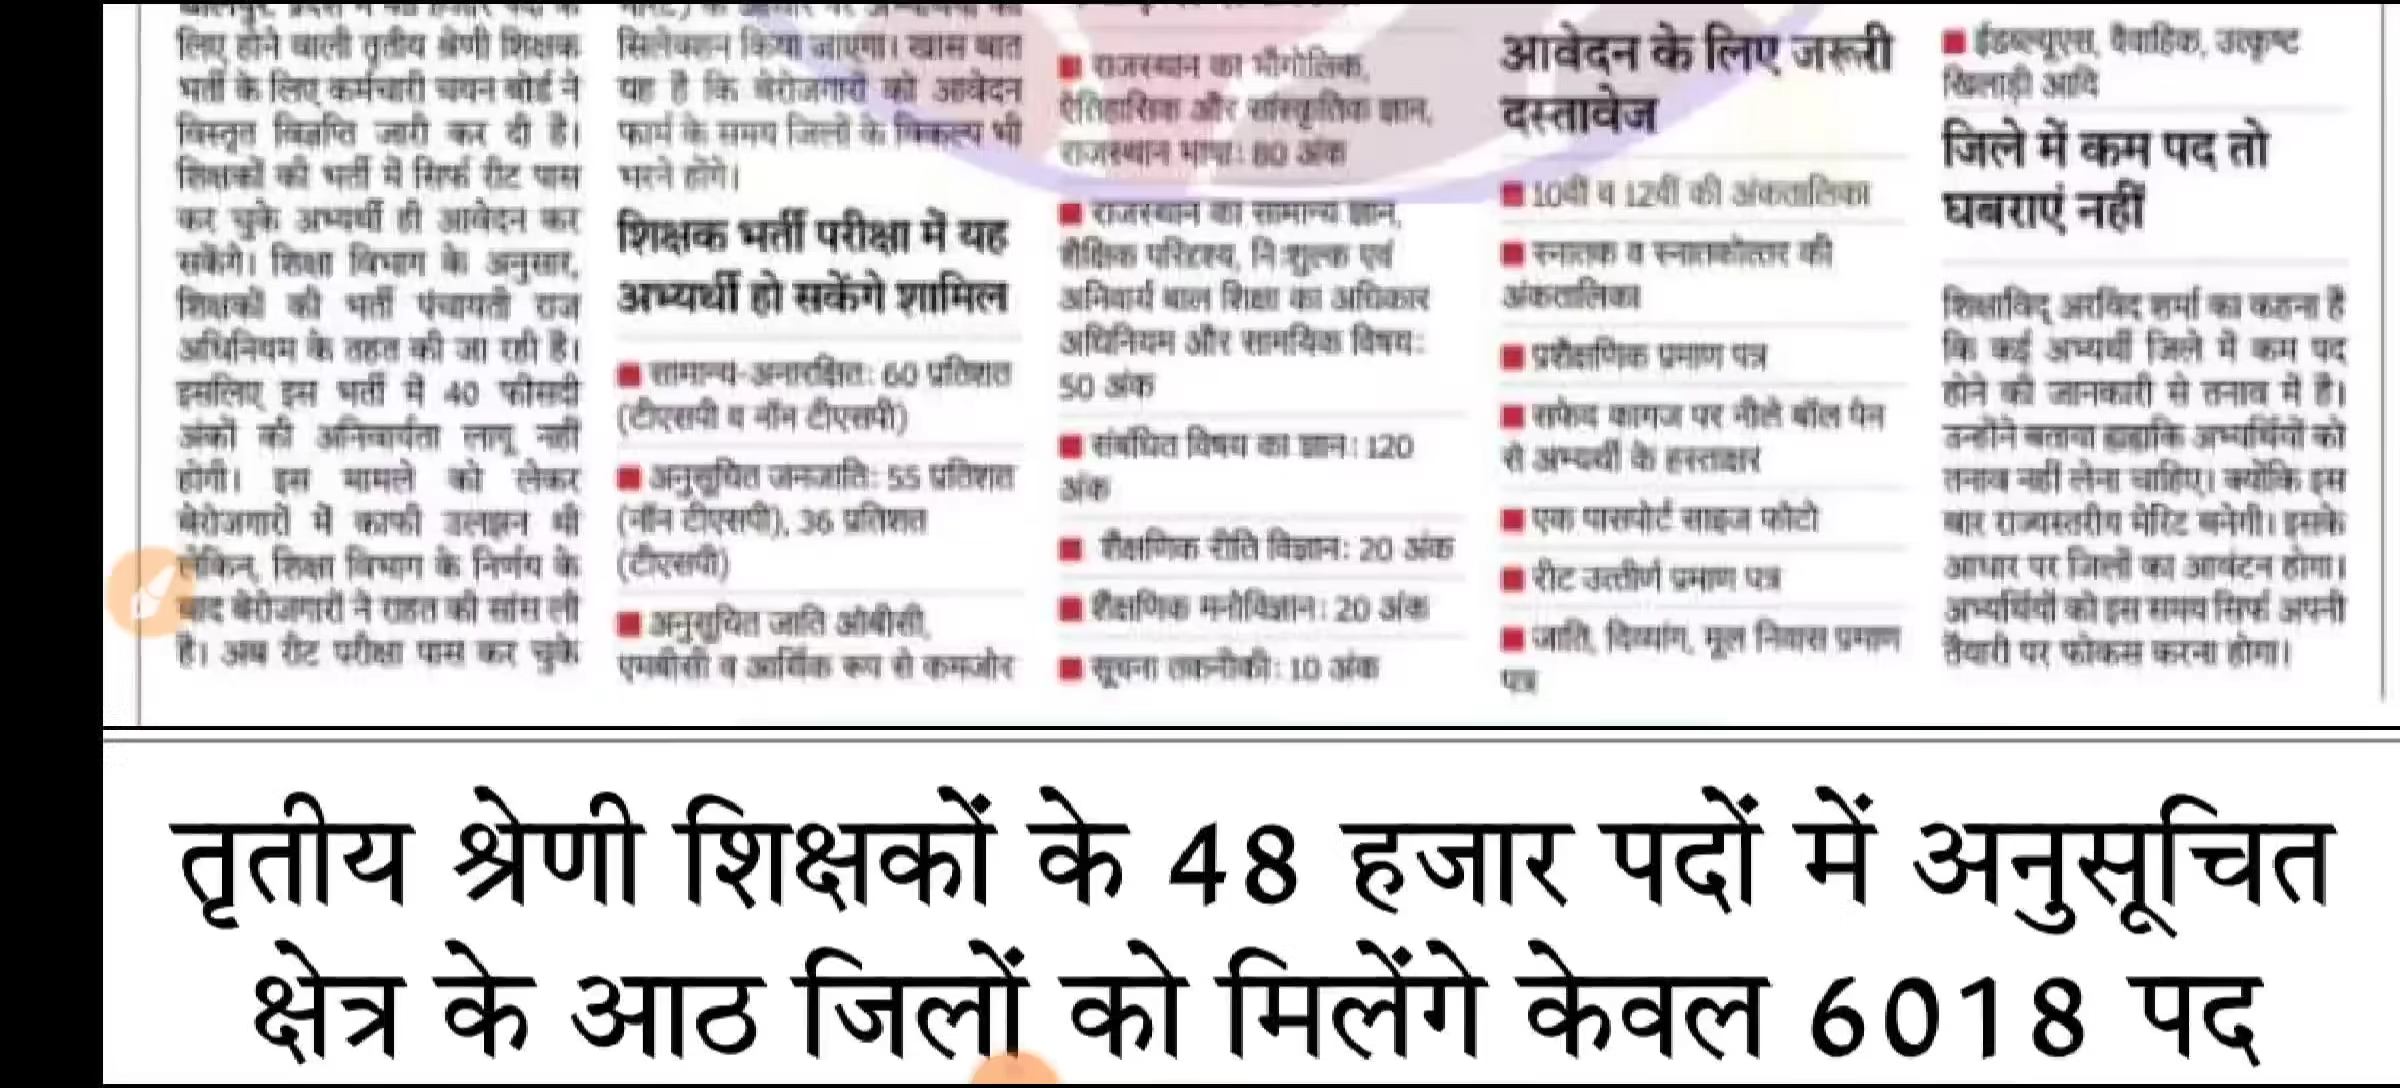 लिए होने वाली तृतीय श्रेणी शिक्षक
भर्ती के लिए कर्मचारी चयन बोर्ड ने
विस्तृत विज्ञप्ति जारी कर दी है।
शिक्षकों की भर्ती में सिर्फ रीट पास
कर चुके अभ्यर्थी ही आवेदन कर
सकेंगे। शिक्षा विभाग के अनुसार,
शिक्षकों की भर्ती पंचायती राज
अधिनियम के तहत की जा रही है।
इसलिए इस भर्ती में 40 फीसदी
अंकों की अनिवार्यता लागू नहीं
होगी। इस मामले को लेकर
बेरोजगारों में काफी उलझन थी
लेकिन, शिक्षा विभाग के निर्णय के
बाद बेरोजगारों ने राहत की सांस ली
है। अब रीट परीक्षा पास कर चुके
सिलेक्शन किया जाएगा। खास बात
यह है कि बेरोजगारों को आवेदन
फार्म के समय जिलों के विकल्प भी
भरने होंगे।
शिक्षक भर्ती परीक्षा में यह
अभ्यर्थी हो सकेंगे शामिल
सामान्य-अनारक्षित: 60 प्रतिशत
(टीएसपी व नॉन टीएसपी)
अनुसूचित जनजाति: 55 प्रतिशत
(नॉन टीएसपी), 36 प्रतिशत
(टीएसपी)
अनुसूचित जाति ओबीसी,
एमबीसी व आर्थिक रूप से कमजोर
राजस्थान का भौगोलिक,
ऐतिहासिक और सांस्कृतिक ज्ञान,
राजस्थान भाषा: 80 अंक
राजस्थान का सामान्य ज्ञान,
शैक्षिक परिदृश्य, नि:शुल्क एवं
अनिवार्य बाल शिक्षा का अधिकार
अधिनियम और सामयिक विषय:
50 अंक
संबंधित विषय का ज्ञान: 120
अंक
शैक्षणिक रीति विज्ञान: 20 अंक
शैक्षणिक मनोविज्ञान: 20 अंक
सूचना तकनीकी: 10 अंक
आवेदन के लिए जरूरी
दस्तावेज
10वीं व 12वीं की अंकतालिका
स्नातक व स्नातकोत्तर की
अंकतालिका
प्रशैक्षणिक प्रमाण पत्र
सफेद कागज पर नीले बॉल पेन
से अभ्यर्थी के हस्ताक्षर
एक पासपोर्ट साइज फोटो
रीट उत्तीर्ण प्रमाण पत्र
जाति, दिव्यांग, मूल निवास प्रमाण
पत्र
ईडब्ल्यूएस, वैवाहिक, उत्कृष्ट
खिलाड़ी आदि
जिले में कम पद तो
घबराएं नहीं
शिक्षाविद् अरविंद शर्मा का कहना है
कि कई अभ्यर्थी जिले में कम पद
होने की जानकारी से तनाव में है।
उन्होंने बताया अभ्यर्थियों को
तनाव नहीं लेना चाहिए। क्योंकि इस
बार राज्यस्तरीय मेरिट बनेगी। इसके
आधार पर जिलों का आवंटन होगा।
अभ्यर्थियों को इस समय सिर्फ अपनी
तैयारी पर फोकस करना होगा।
तृतीय श्रेणी शिक्षकों के 48 हजार पदों में अनुसूचित
क्षेत्र के आठ जिलों को मिलेंगे केवल 6018 पद